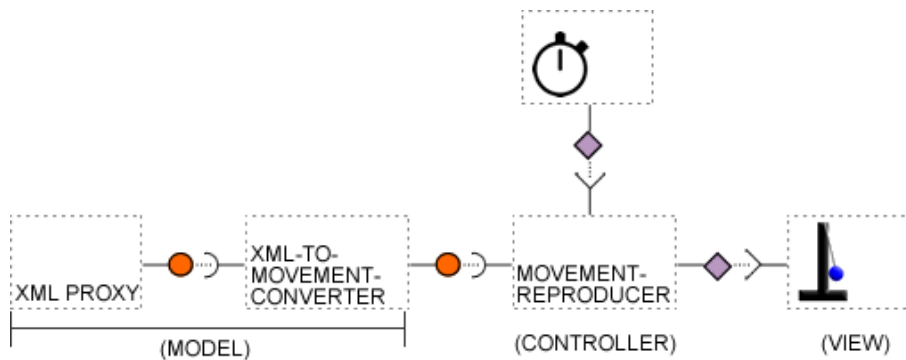 XML PROXY
XML-TO-
MOVEMENT-
CONVERTER
MOVEMENT-
REPRODUCER
(MODEL)
(CONTROLLER)
(VIEW)